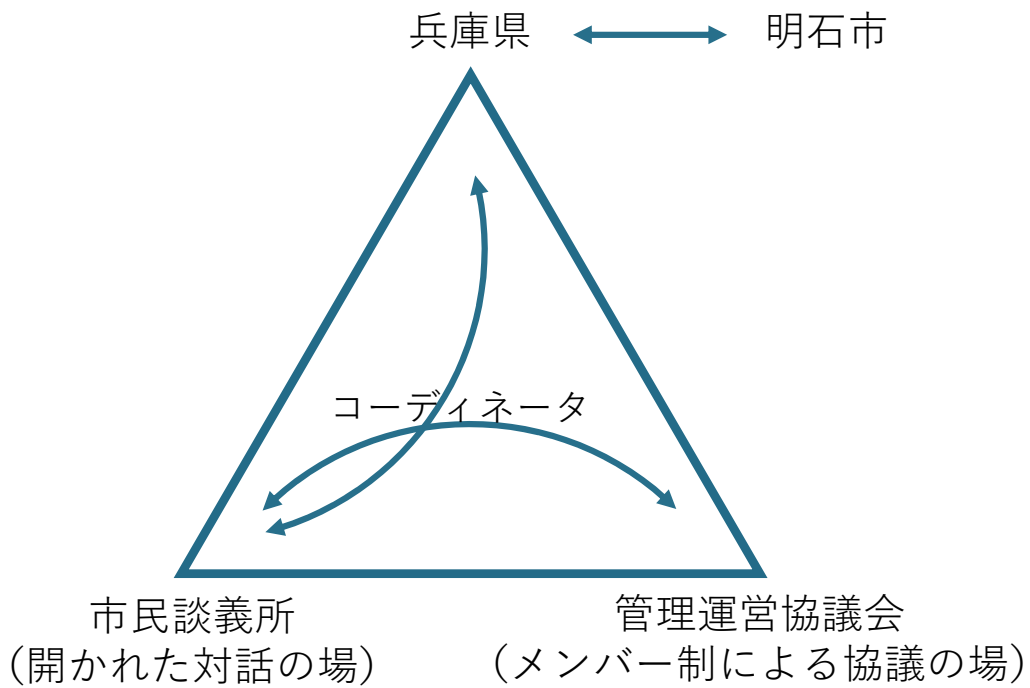 兵庫県
明石市
コーディネータ
市民談義所
（開かれた対話の場）
管理運営協議会
（メンバー制による協議の場）